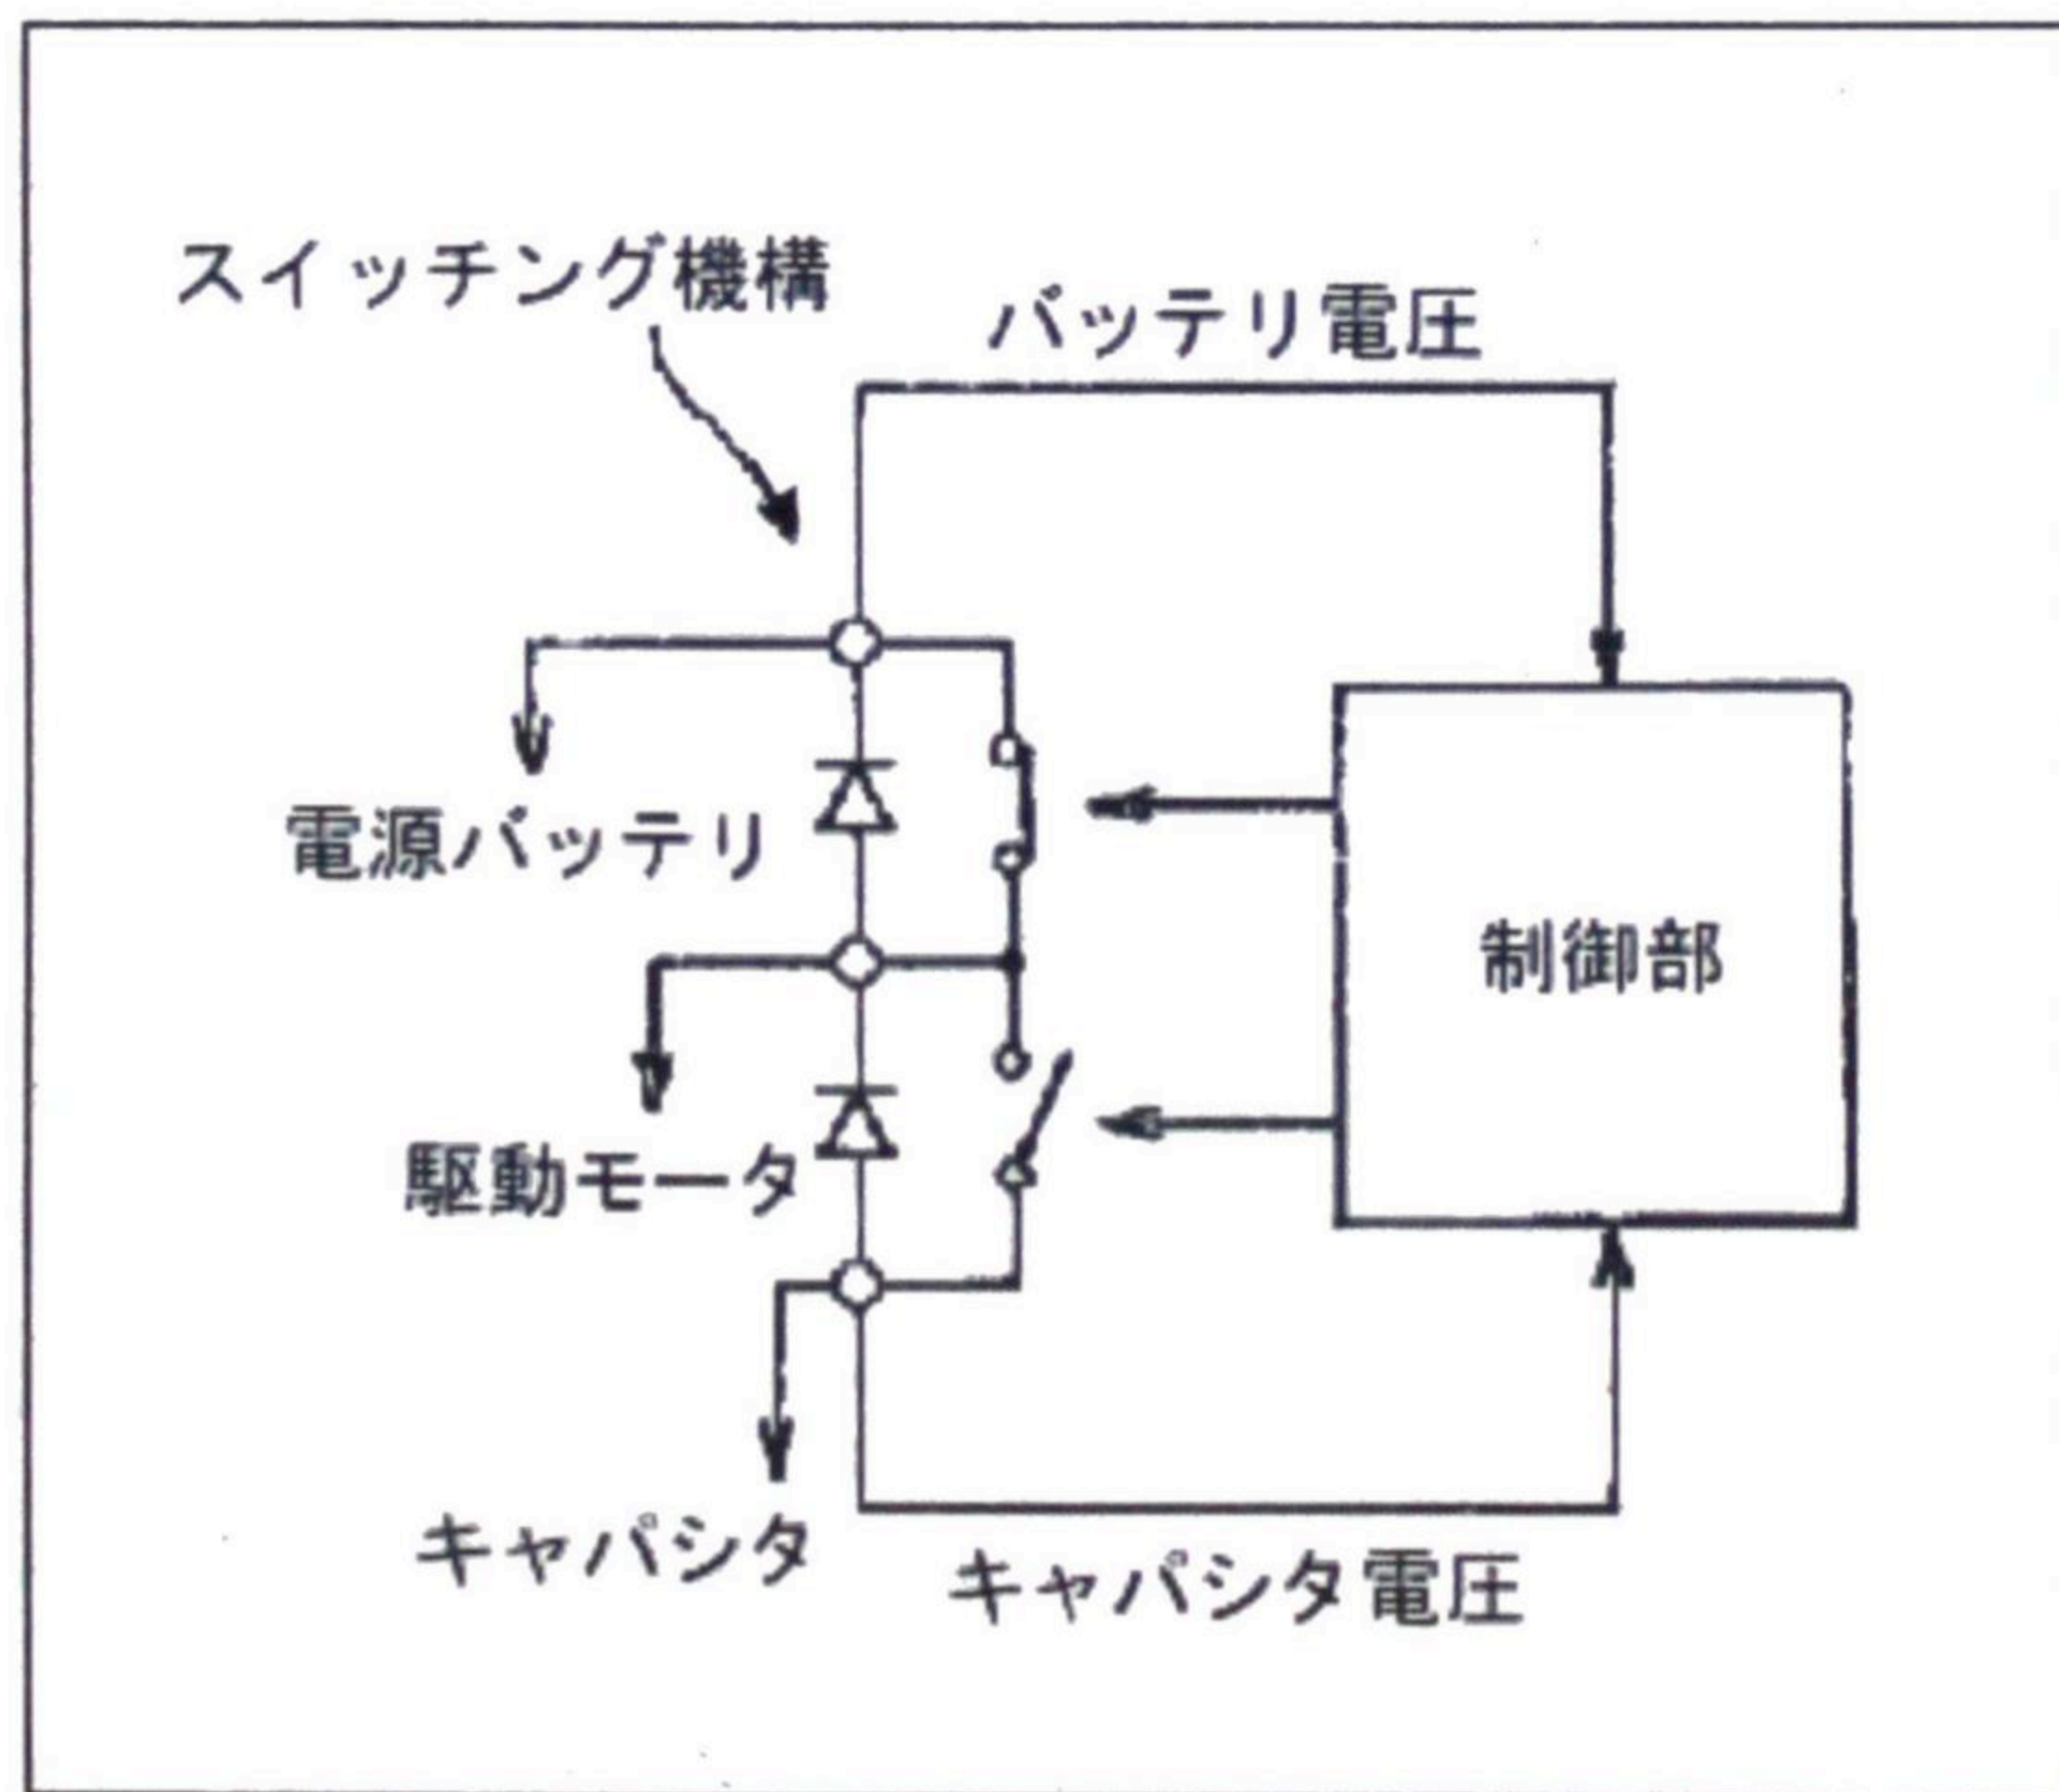 スイッチング機構
バッテリ電圧
電源バッテリ
制御部
駆動モータ
キャパシタ
キャパシタ電圧